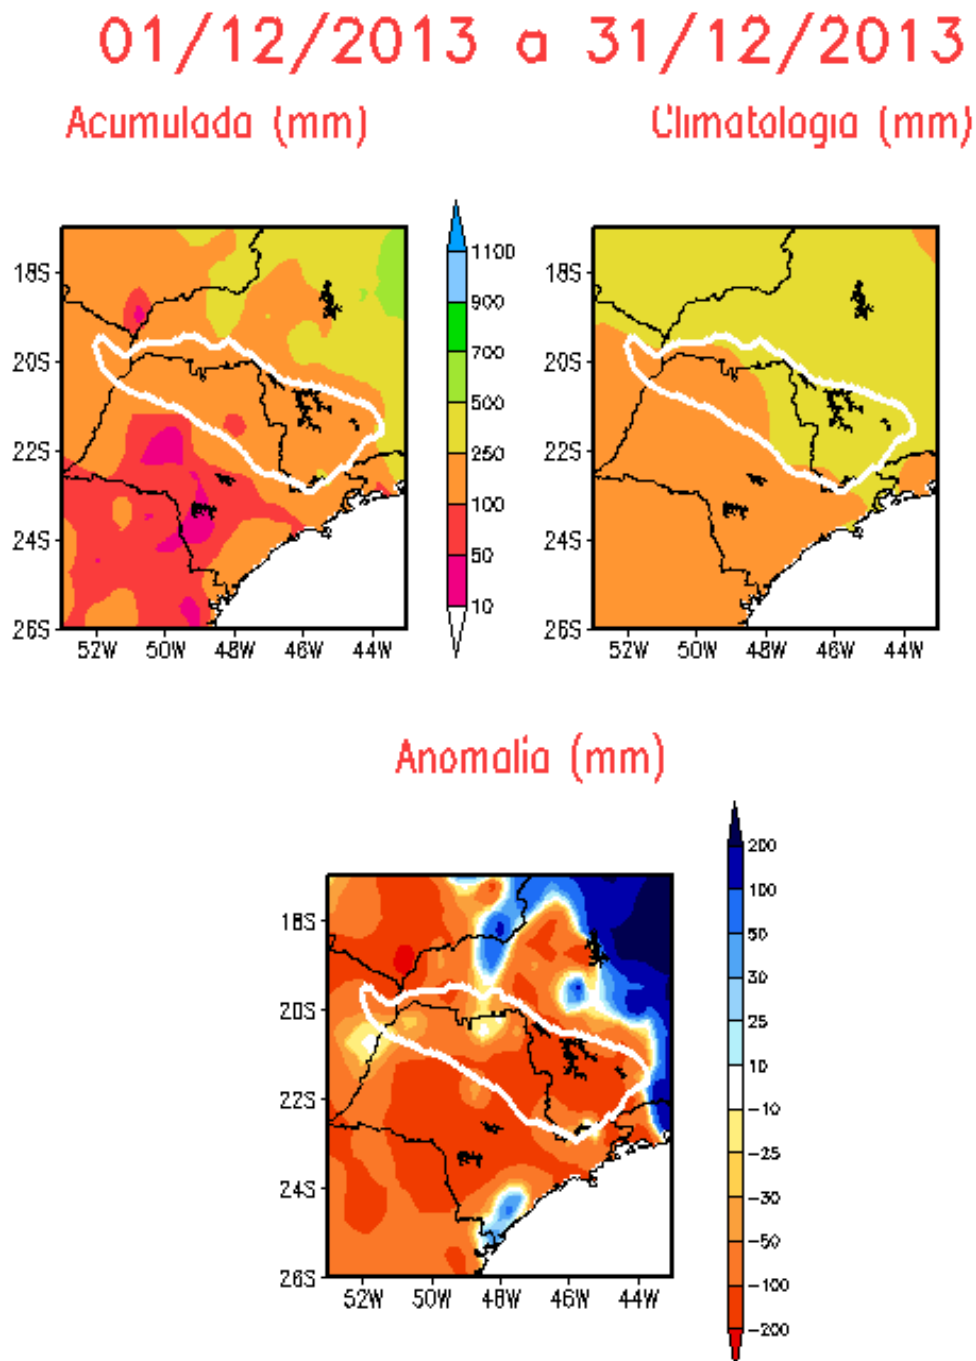 01/12/2013 a 31/12/2013
Acumulada (mm)
Climatologia (mm)
18S
20S
22S
24S
26S
52W 50W 48W 46W 44W
1100
900
700
500
250
100
50
10
18S
20S
22S
24S
26S
52W 50W 48W 46W 44W
Anomalia (mm)
18S
20S
22S
24S
26S
52W 50W 48W 46W 44W
200
100
50
30
25
10
-10
-25
-30
-50
-100
-200